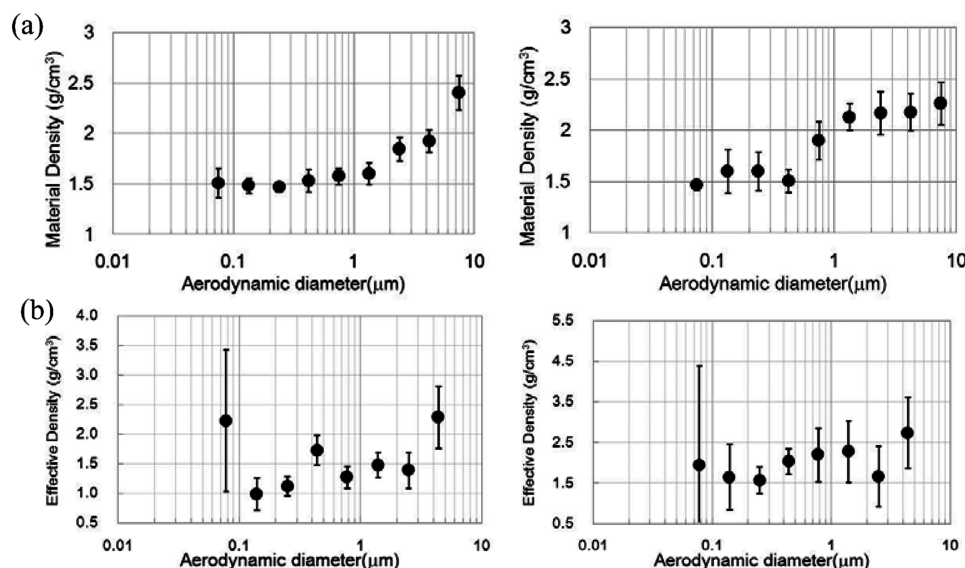 (a)
Material Density (g/cm³)
3
2.5
2
1.5
1
0.01 0.1 1 10
Aerodynamic diameter(μm)
Material Density (g/cm³)
3
2.5
2
1.5
1
0.01 0.1 1 10
Aerodynamic diameter(μm)
(b)
Effective Density (g/cm³)
4.0
3.5
3.0
2.5
2.0
1.5
1.0
0.5
0.01 0.1 1 10
Aerodynamic diameter(μm)
Effective Density (g/cm³)
5.5
4.5
3.5
2.5
1.5
0.5
0.01 0.1 1 10
Aerodynamic diameter(μm)